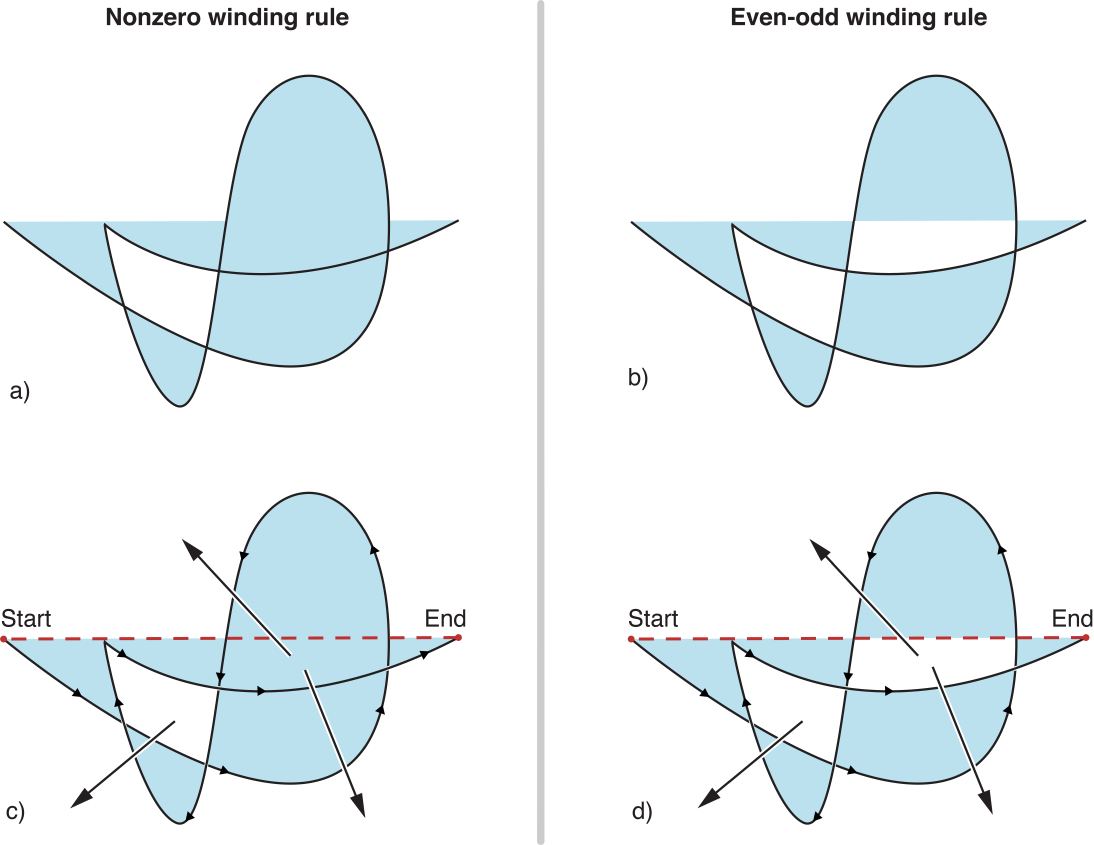 Nonzero winding rule
Even-odd winding rule
a)
b)
Start
End
Start
End
c)
d)